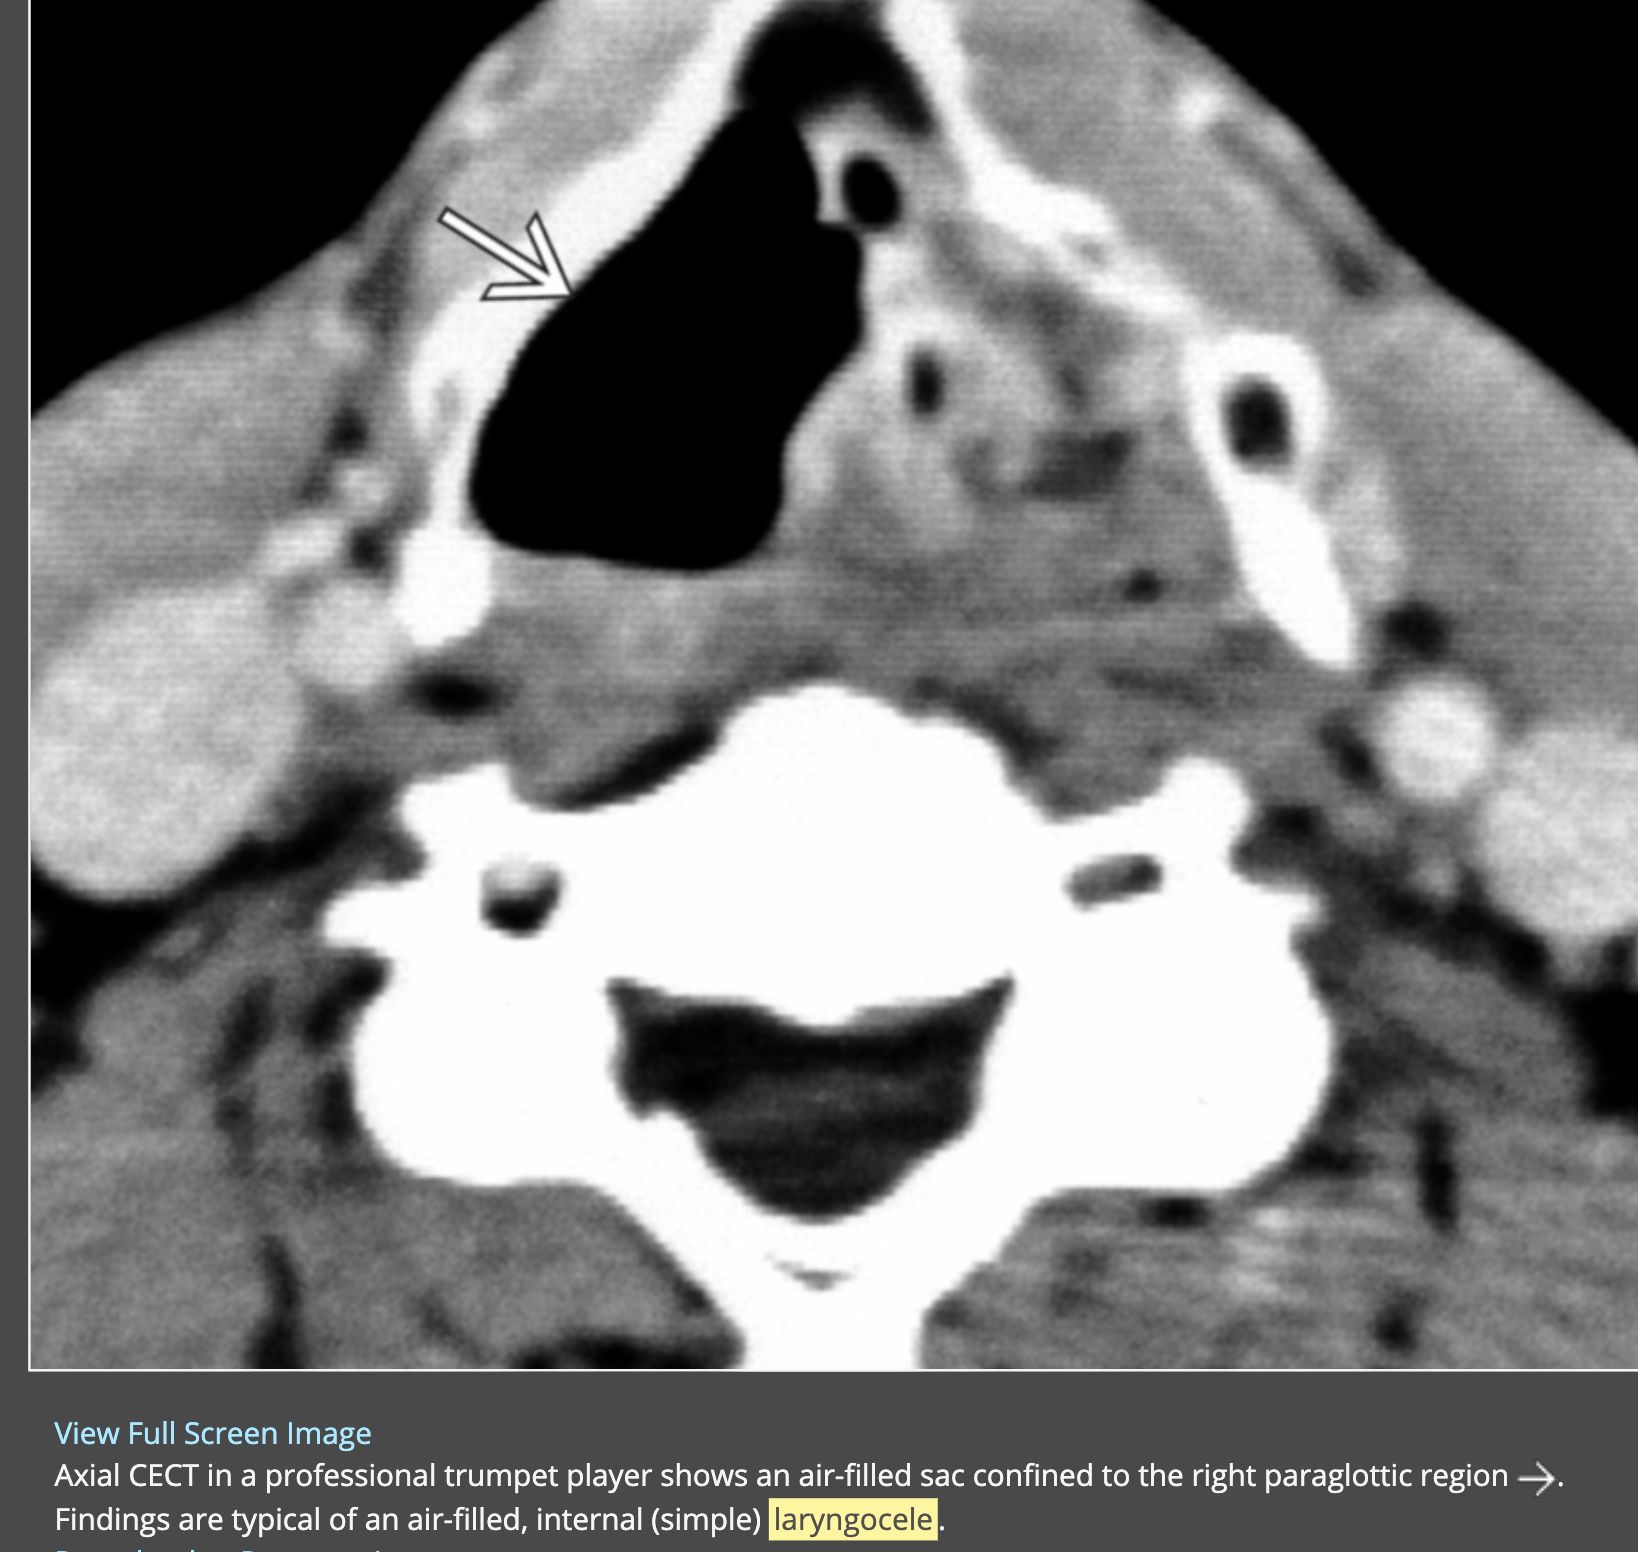 View Full Screen Image
Axial CECT in a professional trumpet player shows an air-filled sac confined to the right paraglottic region →.
Findings are typical of an air-filled, internal (simple) laryngocele.